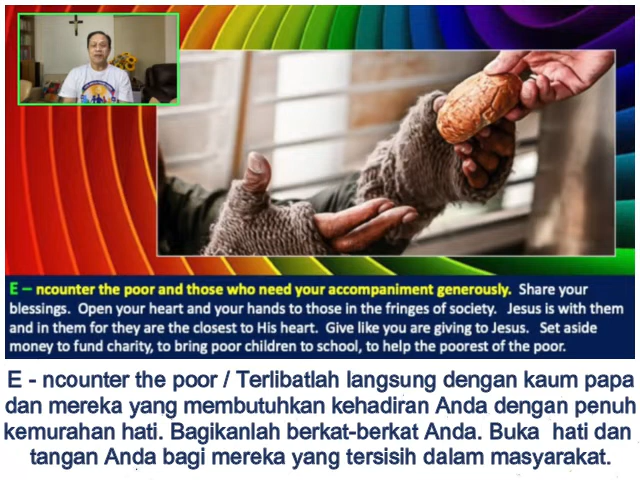 E – ncounter the poor and those who need your accompaniment generously. Share your
blessings. Open your heart and your hands to those in the fringes of society. Jesus is with them
and in them for they are the closest to His heart. Give like you are giving to Jesus. Set aside
money to fund charity, to bring poor children to school, to help the poorest of the poor.
E - ncounter the poor / Terlibatlah langsung dengan kaum papa
dan mereka yang membutuhkan kehadiran Anda dengan penuh
kemurahan hati. Bagikanlah berkat-berkat Anda. Buka hati dan
tangan Anda bagi mereka yang tersisih dalam masyarakat.